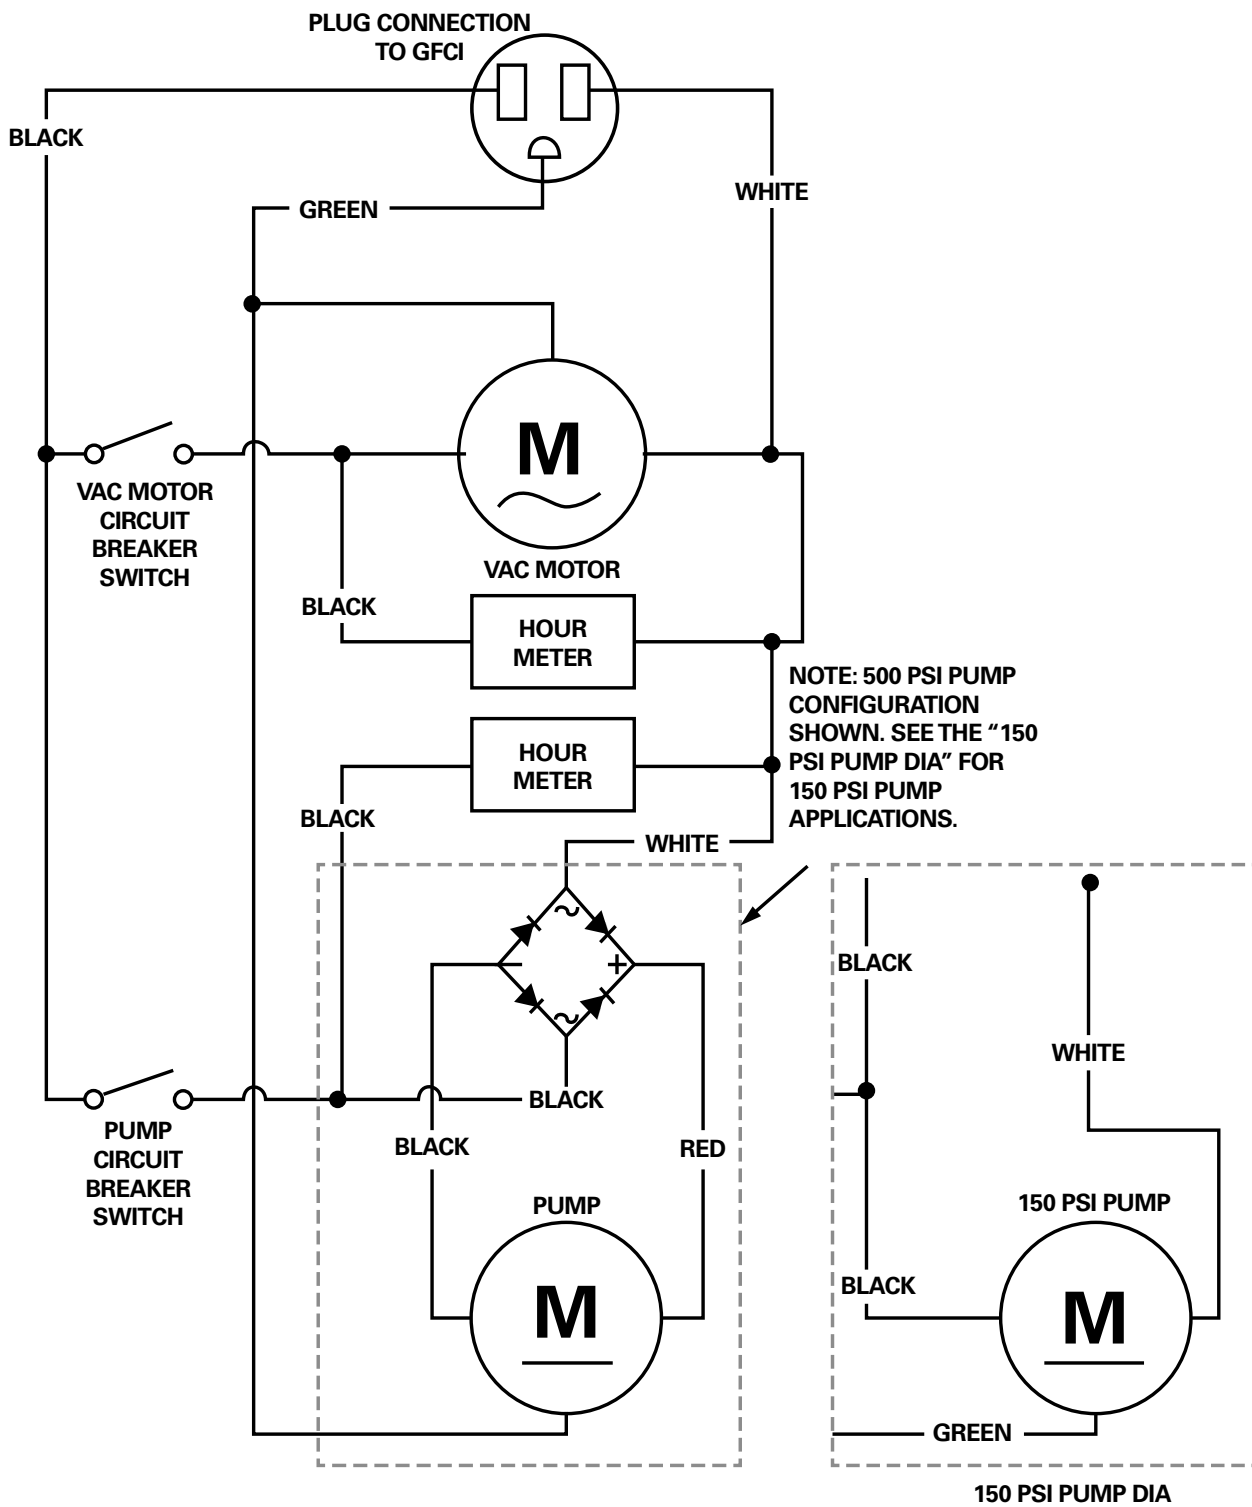 PLUG CONNECTION
TO GFCI
BLACK
WHITE
GREEN
M
VAC MOTOR
CIRCUIT
BREAKER
SWITCH
VAC MOTOR
BLACK
HOUR
METER
NOTE: 500 PSI PUMP
CONFIGURATION
SHOWN. SEE THE “150
PSI PUMP DIA” FOR
150 PSI PUMP
APPLICATIONS.
HOUR
METER
BLACK
WHITE
+
BLACK
WHITE
BLACK
PUMP
CIRCUIT
BREAKER
SWITCH
BLACK
RED
PUMP
M
150 PSI PUMP
BLACK
M
GREEN
150 PSI PUMP DIA